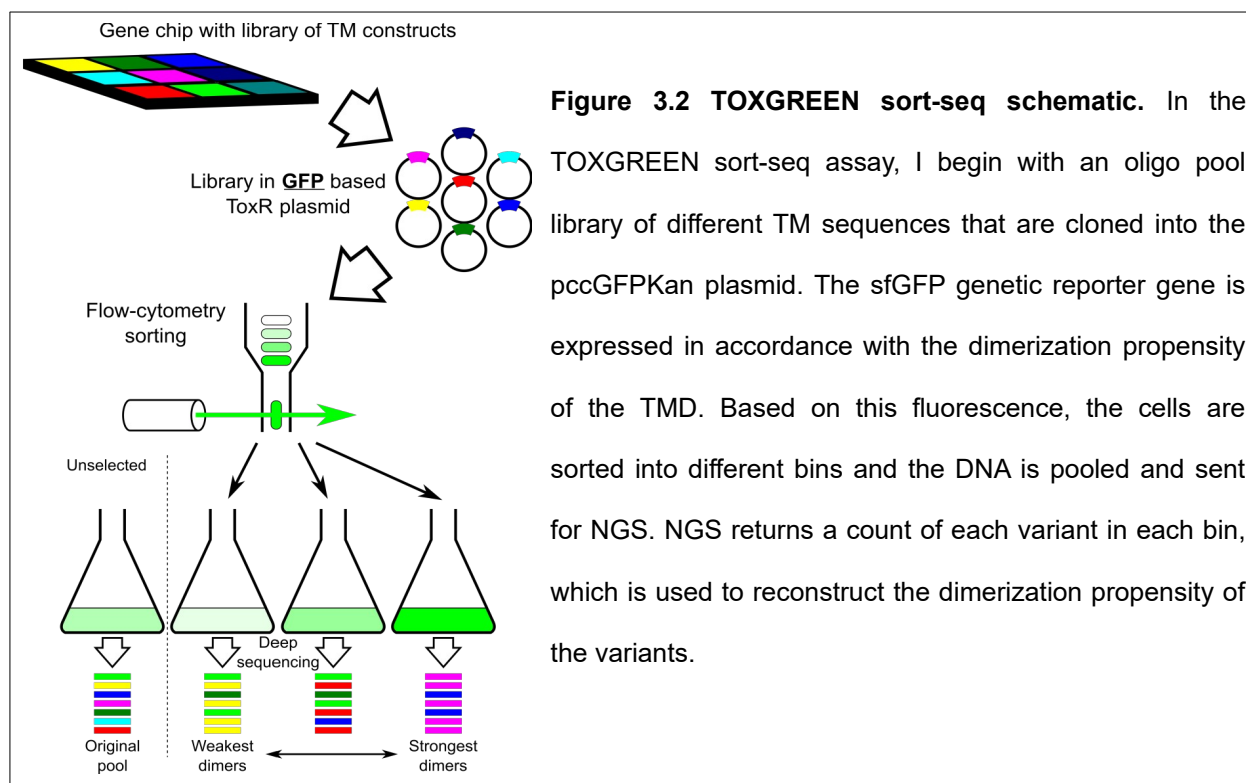 Gene chip with library of TM constructs
Library in GFP based
ToxR plasmid
Flow-cytometry
sorting
Unselected
Deep
sequencing
Original
pool
Weakest
dimers
Strongest
dimers
Figure 3.2 TOXGREEN sort-seq schematic. In the
TOXGREEN sort-seq assay, I begin with an oligo pool
library of different TM sequences that are cloned into the
pccGFPKan plasmid. The sfGFP genetic reporter gene is
expressed in accordance with the dimerization propensity
of the TMD. Based on this fluorescence, the cells are
sorted into different bins and the DNA is pooled and sent
for NGS. NGS returns a count of each variant in each bin,
which is used to reconstruct the dimerization propensity of
the variants.